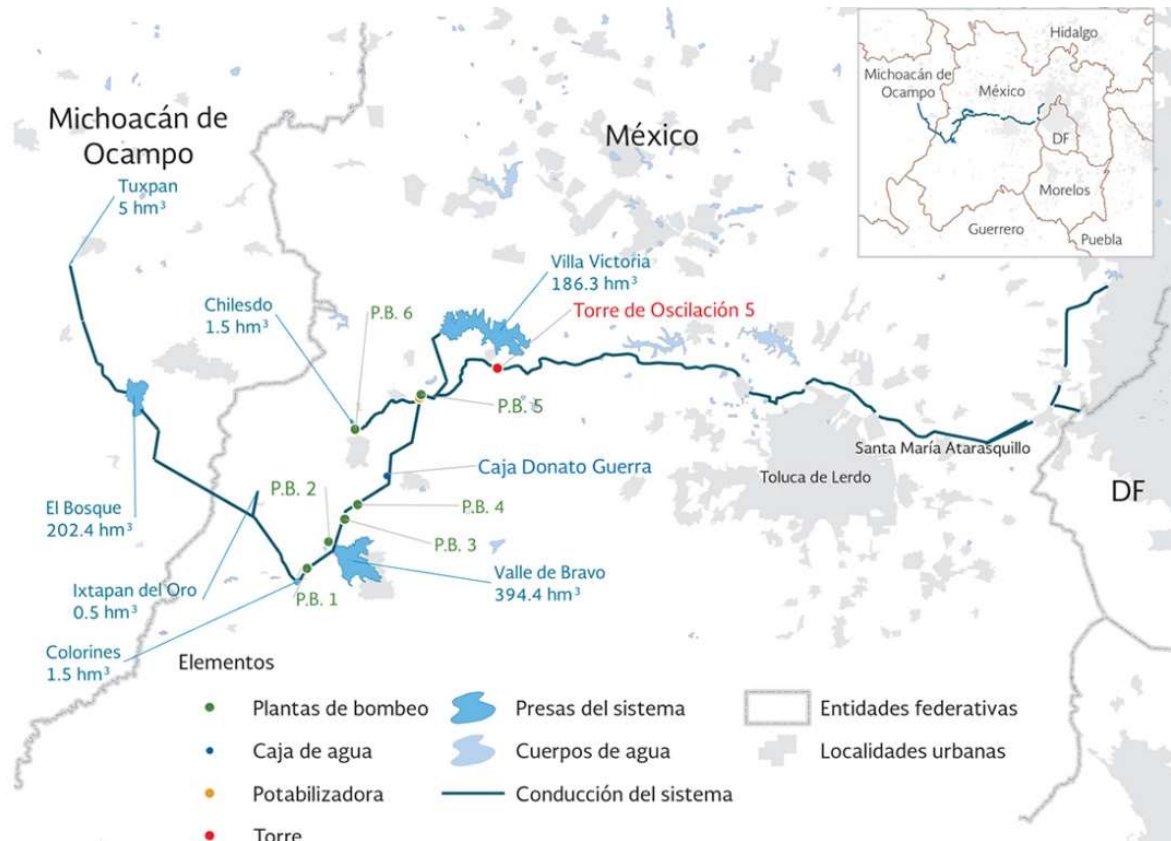 Michoacán de
Ocampo
Tuxpan
5 hm³
México
Hidalgo
Michoacán de
Ocampo
México
DF
Morelos
Guerrero
Puebla
Villa Victoria
186.3 hm³
Torre de Oscilación 5
Chilesdo
1.5 hm³
P.B. 6
P.B. 5
Caja Donato Guerra
P.B. 2
P.B. 4
P.B. 3
P.B. 1
Santa María Atarasquillo
Toluca de Lerdo
DF
El Bosque
202.4 hm³
Ixtapan del Oro
0.5 hm³
Valle de Bravo
394.4 hm³
Colorines
1.5 hm³
Elementos
Plantas de bombeo
Presas del sistema
Entidades federativas
Caja de agua
Cuerpos de agua
Localidades urbanas
Potabilizadora
Conducción del sistema
Torre